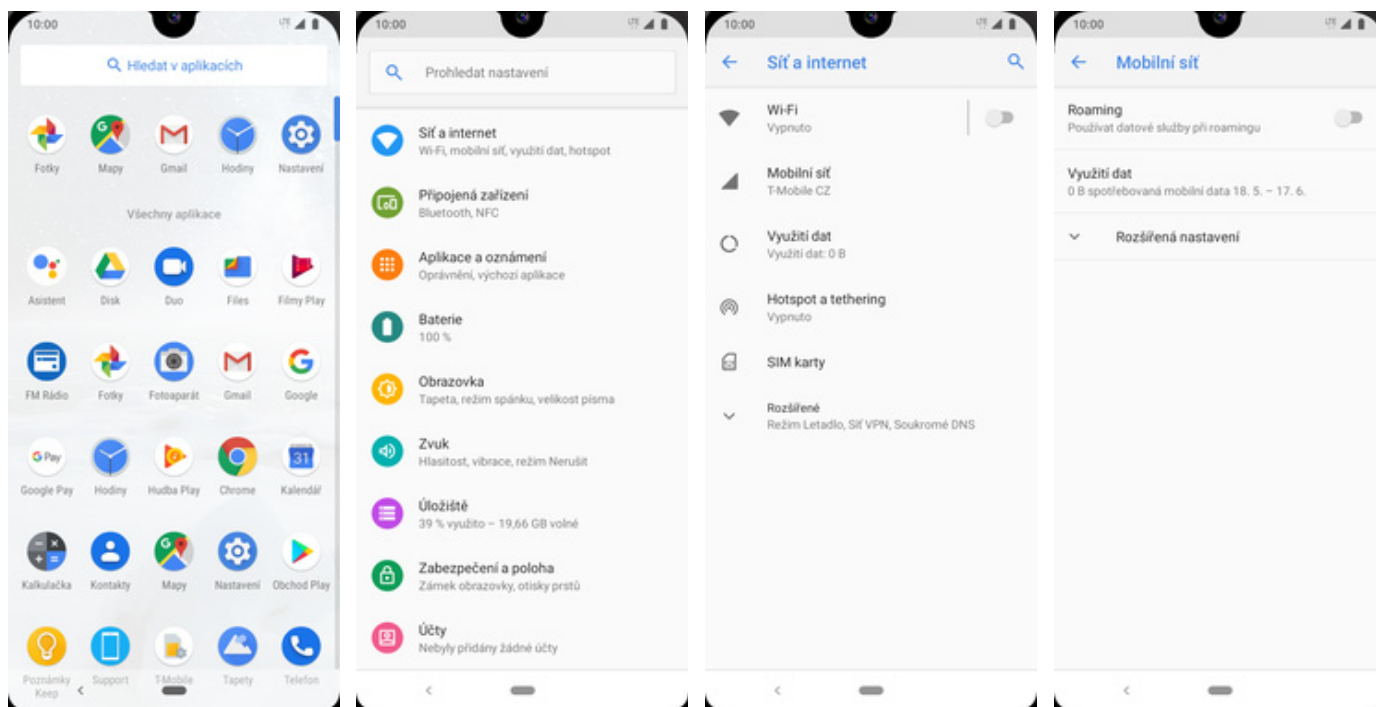 10:00
LTE
Hledat v aplikacích
Fotky
Mapy
Gmail
Hodiny
Nastavení
Všechny aplikace
Asistent
Disk
Duo
Files
Filmy Play
FM Rádio
Fotky
Fotoaparát
Gmail
Google
G Pay
31
Google Pay
Hodiny
Hudba Play
Chrome
Kalendář
Kalkulačka
Kontakty
Mapy
Nastavení
Obchod Play
Poznámky
Keep
Support
T-Mobile
Tapety
Telefon
10:00
LTE
Prohledat nastavení
Síť a internet
Wi-Fi, mobilní síť, využití dat, hotspot
Připojená zařízení
Bluetooth, NFC
Aplikace a oznámení
Oprávnění, výchozí aplikace
Baterie
100 %
Obrazovka
Tapeta, režim spánku, velikost písma
Zvuk
Hlasitost, vibrace, režim Nerušit
Úložiště
39 % využito – 19,66 GB volné
Zabezpečení a poloha
Zámek obrazovky, otisky prstů
Účty
Nebyly přidány žádné účty
10:00
LTE
Síť a internet
Wi-Fi
Vypnuto
Mobilní síť
T-Mobile CZ
Využití dat
Využití dat: 0 B
Hotspot a tethering
Vypnuto
SIM karty
Rozšířené
Režim Letadlo, Síť VPN, Soukromé DNS
10:00
LTE
Mobilní síť
Roaming
Používat datové služby při roamingu
Využití dat
0 B spotřebovaná mobilní data 18. 5. – 17. 6.
Rozšířená nastavení